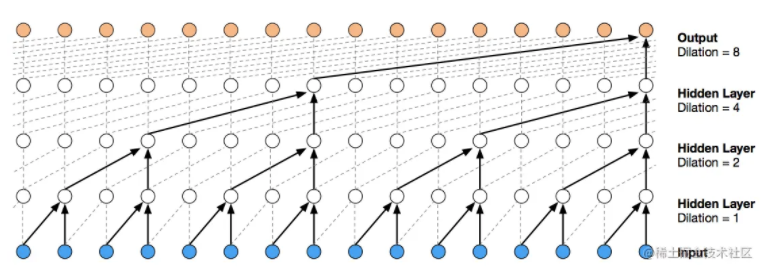 Output
Dilation = 8
Hidden Layer
Dilation = 4
Hidden Layer
Dilation = 2
Hidden Layer
Dilation = 1
Input
@稀土掘金技术社区